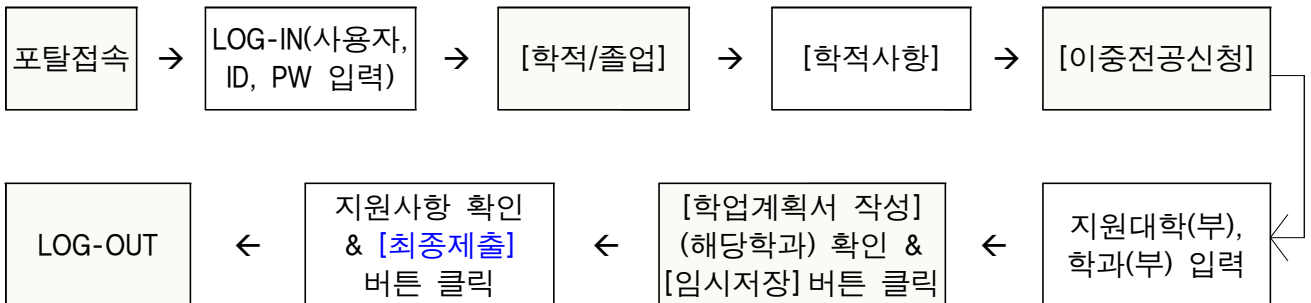 포탈접속
→
LOG-IN(사용자,
ID, PW 입력)
→
[학적/졸업]
→
[학적사항]
→
[이중전공신청]
지원대학(부),
학과(부) 입력
←
[학업계획서 작성]
(해당학과) 확인 &
[임시저장] 버튼 클릭
←
지원사항 확인
& [최종제출]
버튼 클릭
←
LOG-OUT